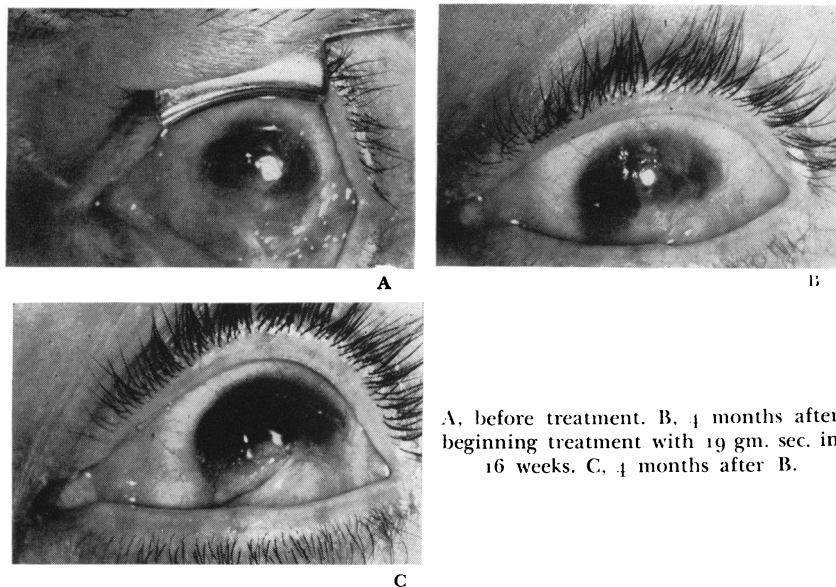 A
B
A, before treatment. B, 4 months after
beginning treatment with 19 gm. sec. in
16 weeks. C, 4 months after B.
C